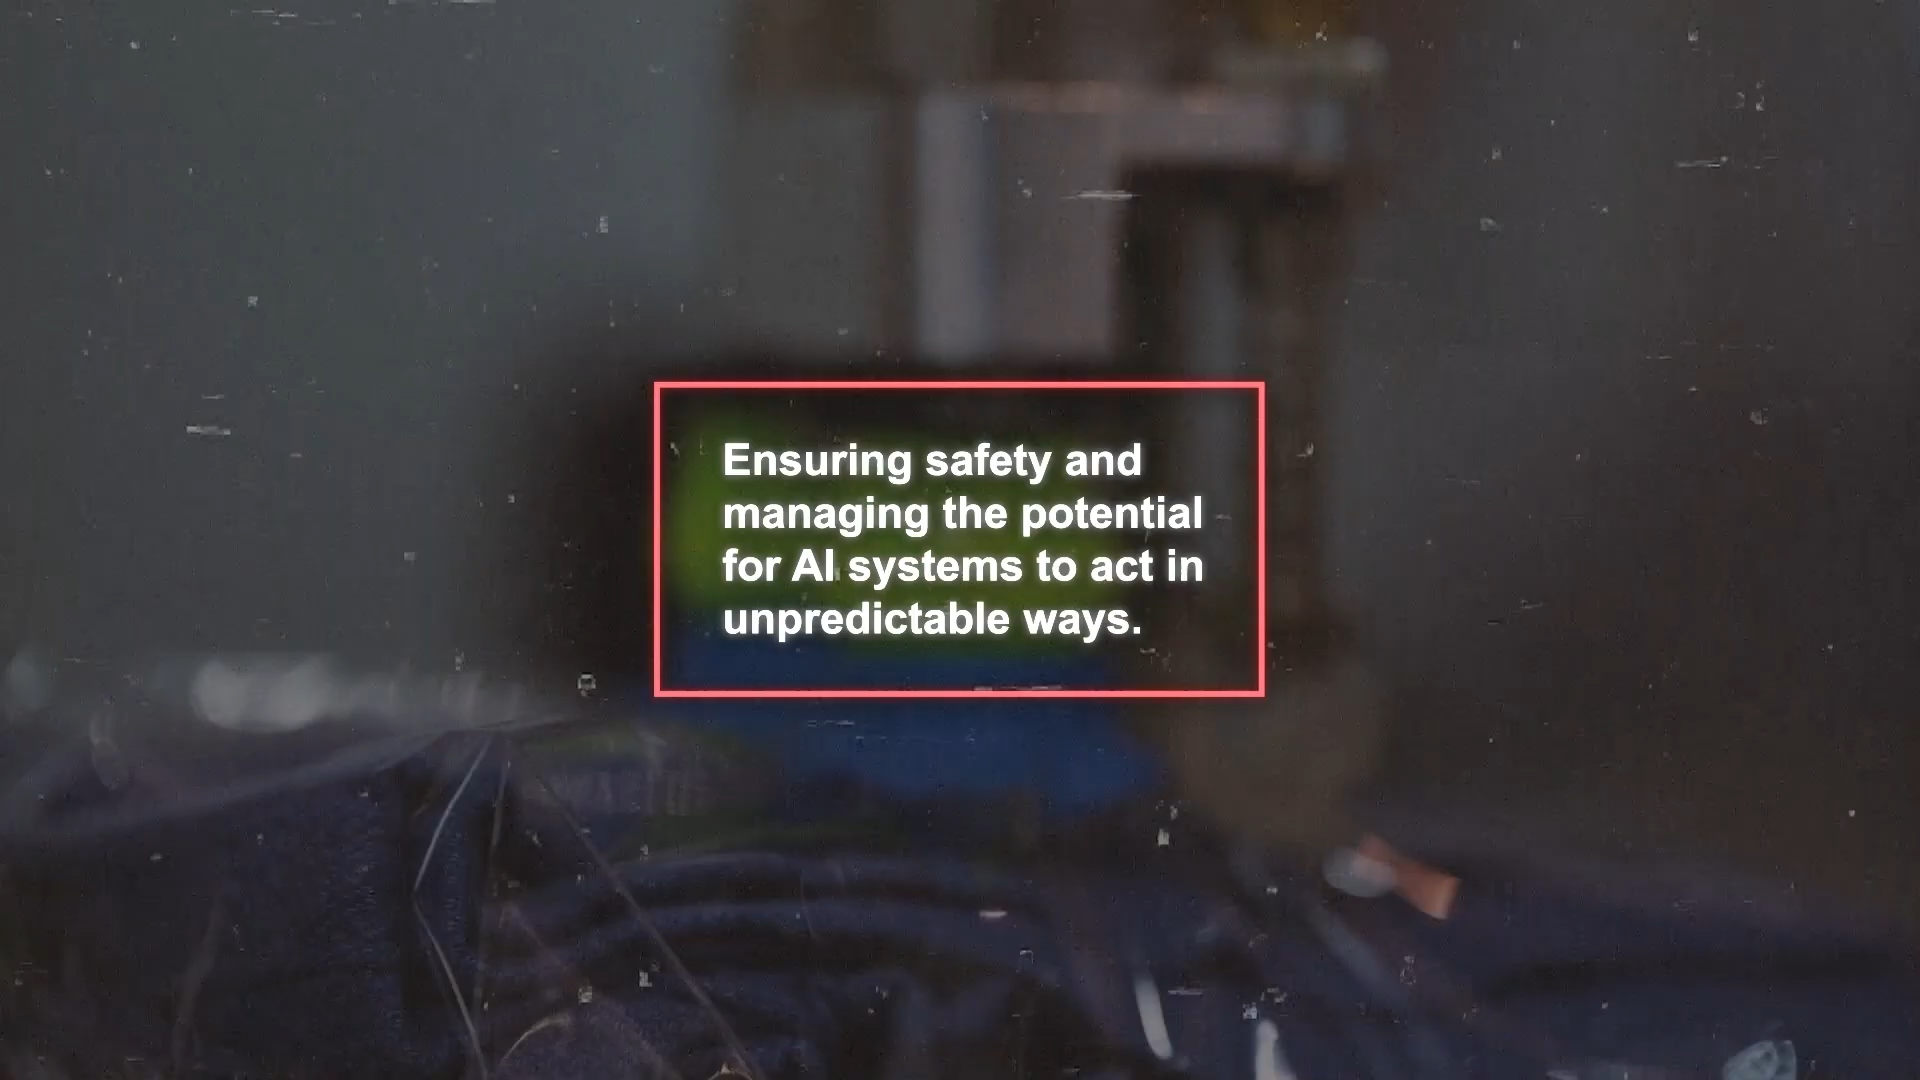 Ensuring safety and
managing the potential
for AI systems to act in
unpredictable ways.